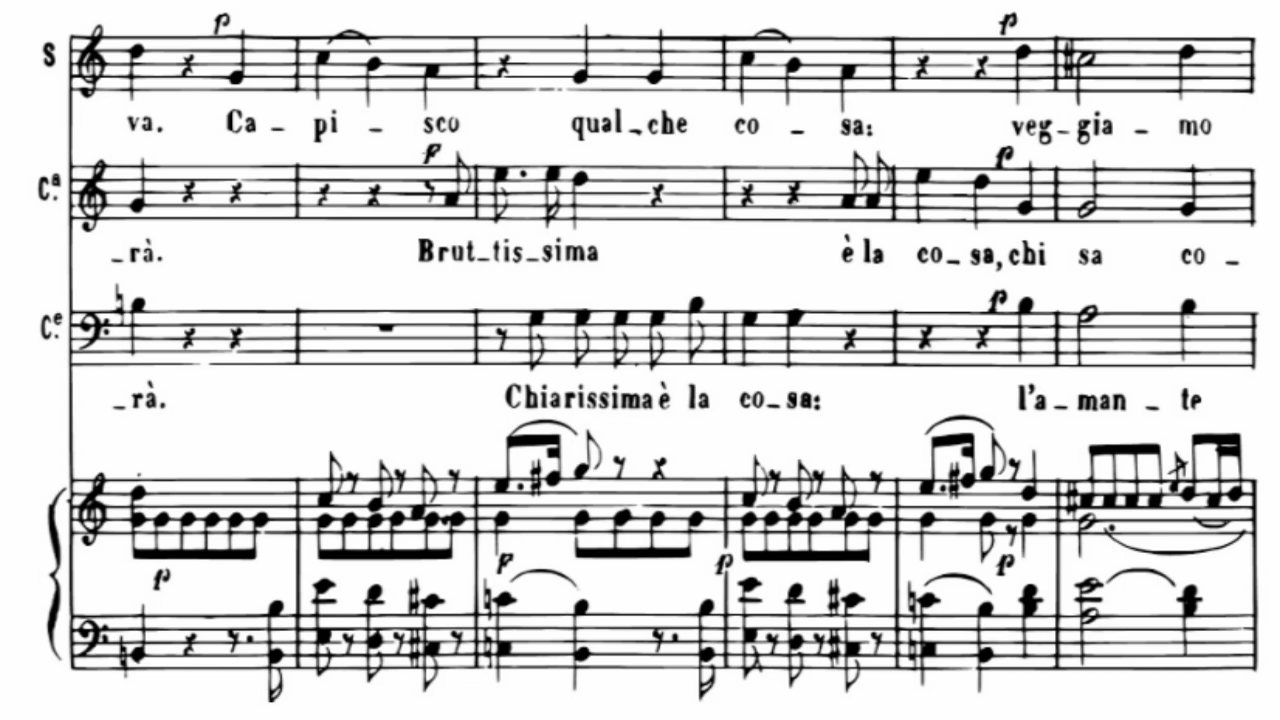 p
S
va. Ca - pi - sco qual - che co - sa: veg - gia - mo
p
p
p
Cª
- rà. Brut - tis - sima è la co - sa, chi sa co -
p
Cᵉ
- rà. Chiarissima è la co - sa: l'a - man - te
p p p p